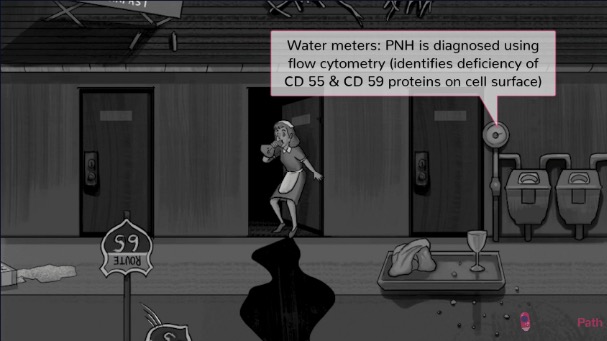 Water meters: PNH is diagnosed using
flow cytometry (identifies deficiency of
CD 55 & CD 59 proteins on cell surface)
59
ROUTE
5
Path